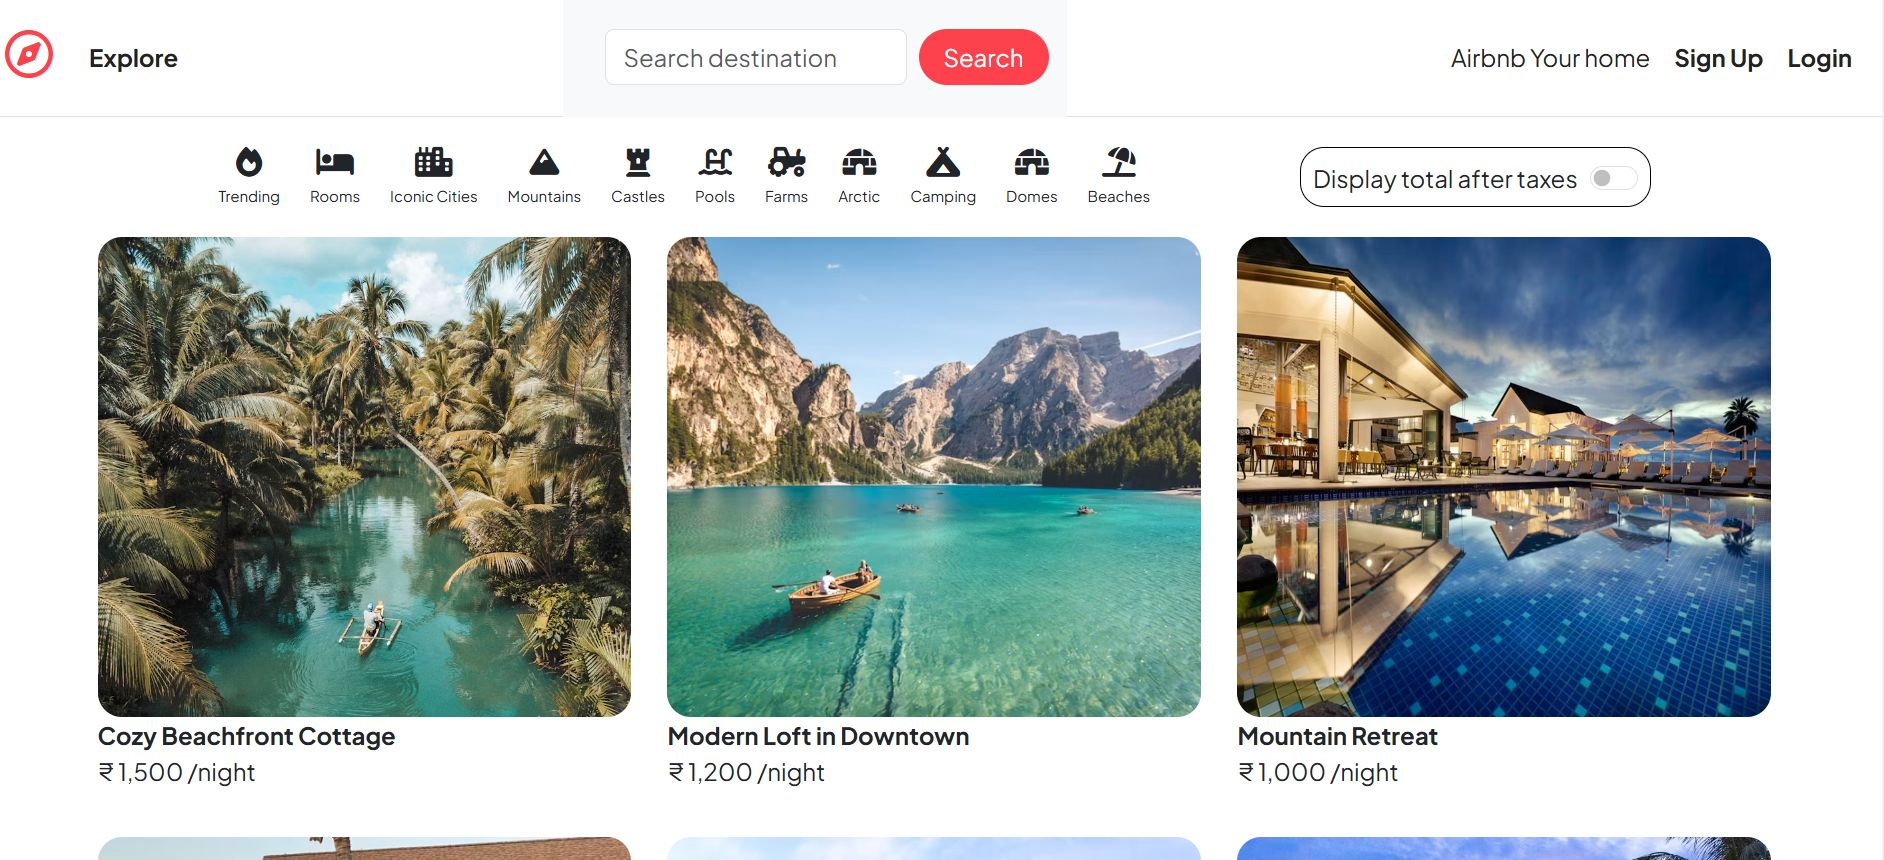 Explore
Search destination
Search
Airbnb Your home
Sign Up
Login
Trending
Rooms
Iconic Cities
Mountains
Castles
Pools
Farms
Arctic
Camping
Domes
Beaches
Display total after taxes
Cozy Beachfront Cottage
₹ 1,500 /night
Modern Loft in Downtown
₹ 1,200 /night
Mountain Retreat
₹ 1,000 /night